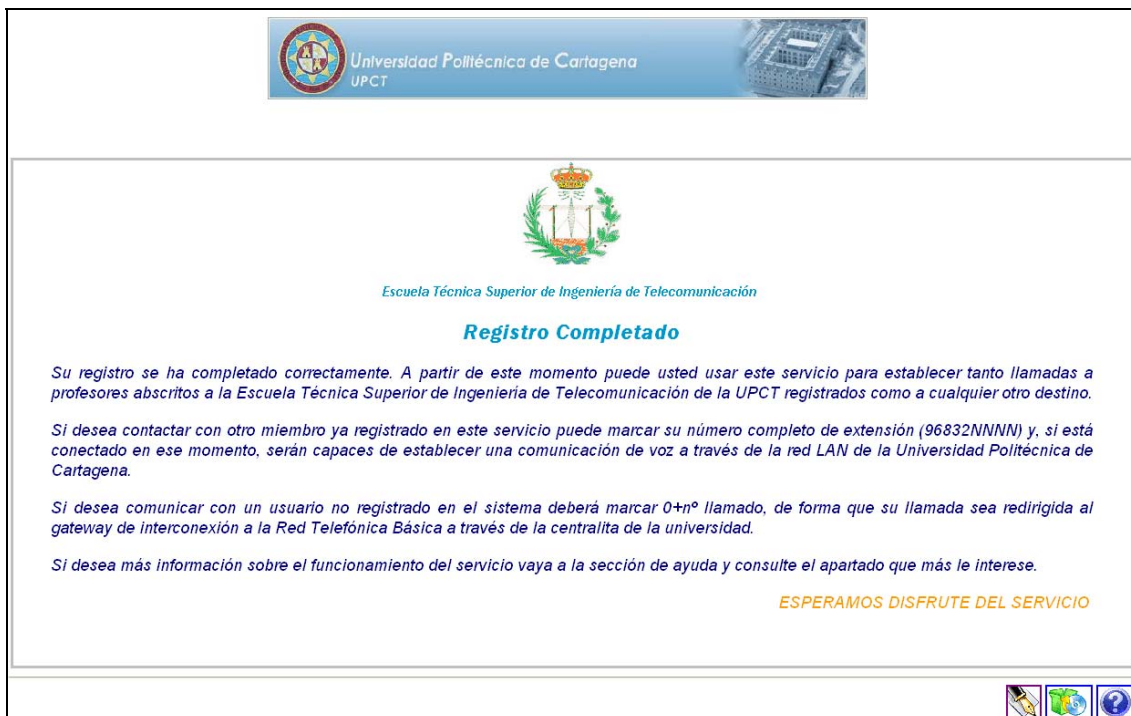 Universidad Politécnica de Cartagena
UPCT
Escuela Técnica Superior de Ingeniería de Telecomunicación
Registro Completado
Su registro se ha completado correctamente. A partir de este momento puede usted usar este servicio para establecer tanto llamadas a
profesores abscritos a la Escuela Técnica Superior de Ingeniería de Telecomunicación de la UPCT registrados como a cualquier otro destino.
Si desea contactar con otro miembro ya registrado en este servicio puede marcar su número completo de extensión (96832NNNN) y, si está
conectado en ese momento, serán capaces de establecer una comunicación de voz a través de la red LAN de la Universidad Politécnica de
Cartagena.
Si desea comunicar con un usuario no registrado en el sistema deberá marcar 0+nº llamado, de forma que su llamada sea redirigida al
gateway de interconexión a la Red Telefónica Básica a través de la centralita de la universidad.
Si desea más información sobre el funcionamiento del servicio vaya a la sección de ayuda y consulte el apartado que más le interese.
ESPERAMOS DISFRUTE DEL SERVICIO